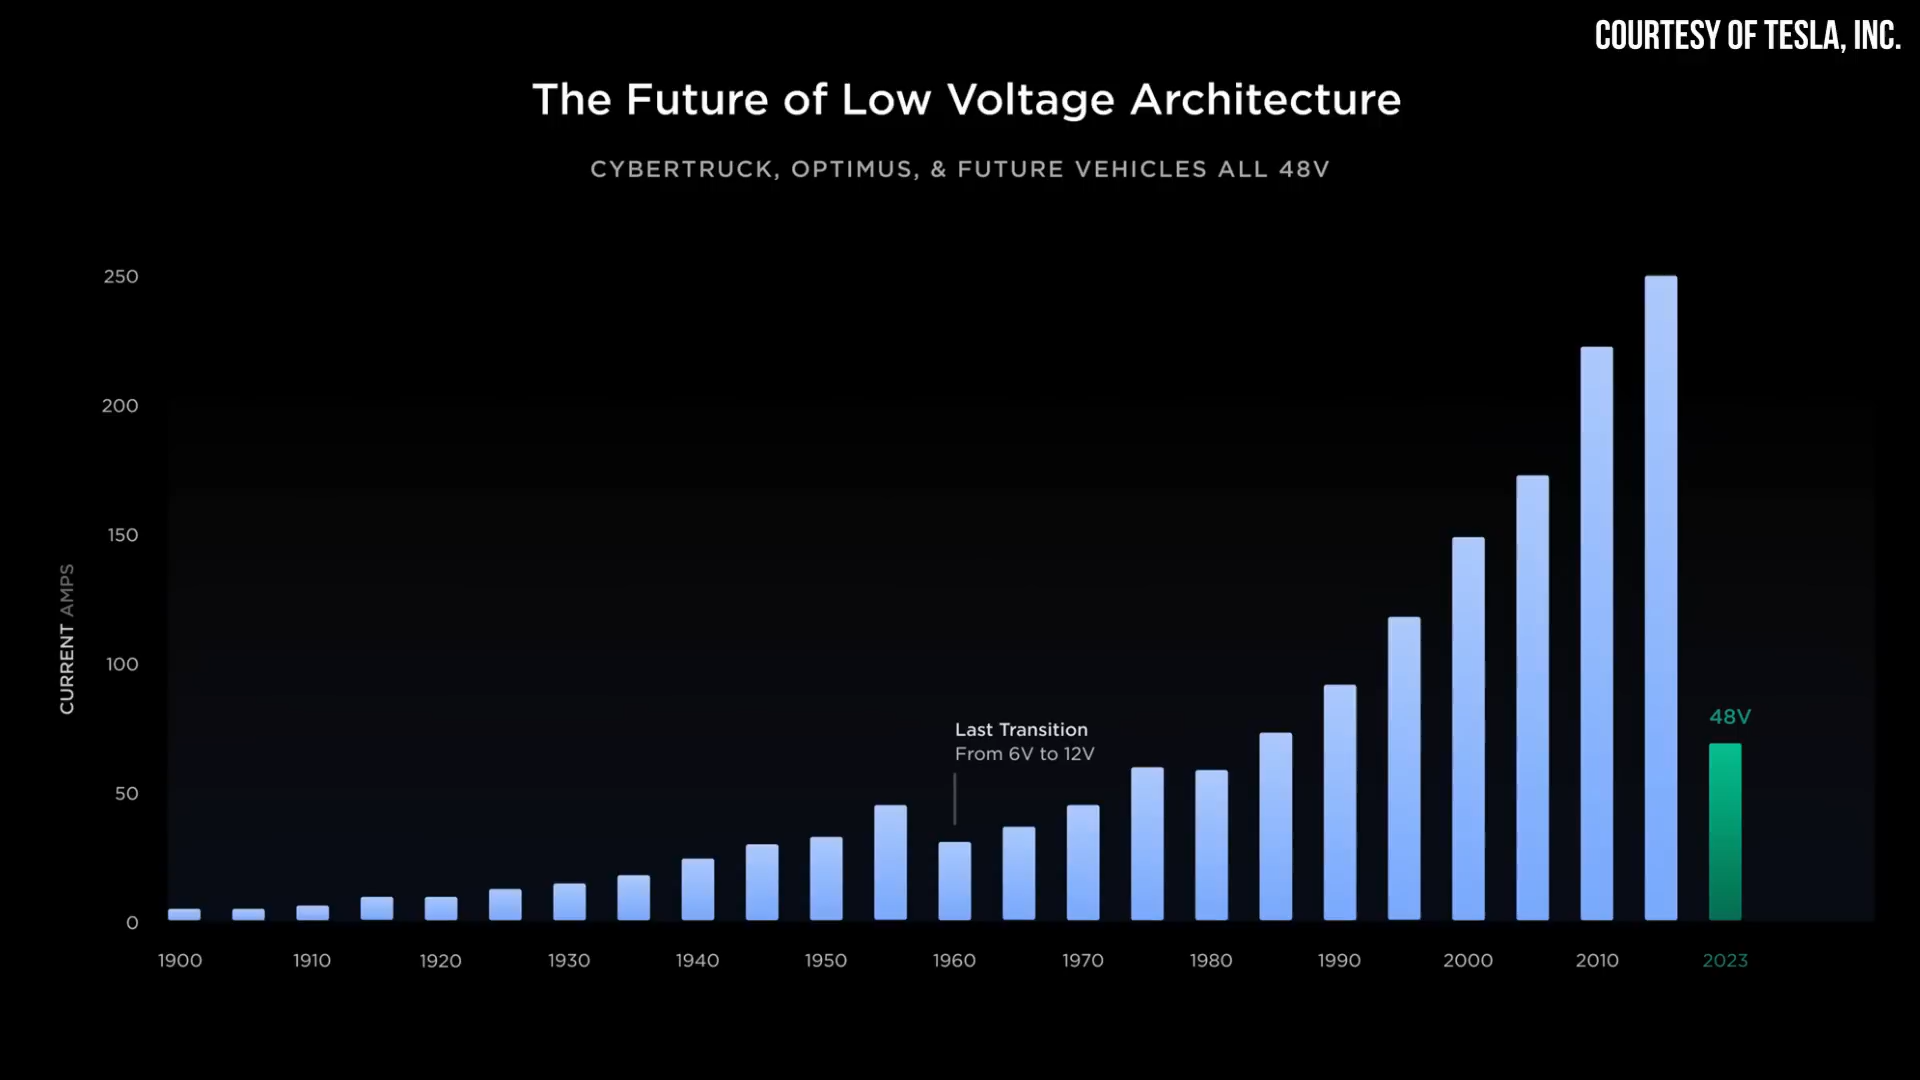 COURTESY OF TESLA, INC.
The Future of Low Voltage Architecture
CYBERTRUCK, OPTIMUS, & FUTURE VEHICLES ALL 48V
250
200
150
100
50
0
CURRENT AMPS
Last Transition
From 6V to 12V
48V
1900 1910 1920 1930 1940 1950 1960 1970 1980 1990 2000 2010 2023